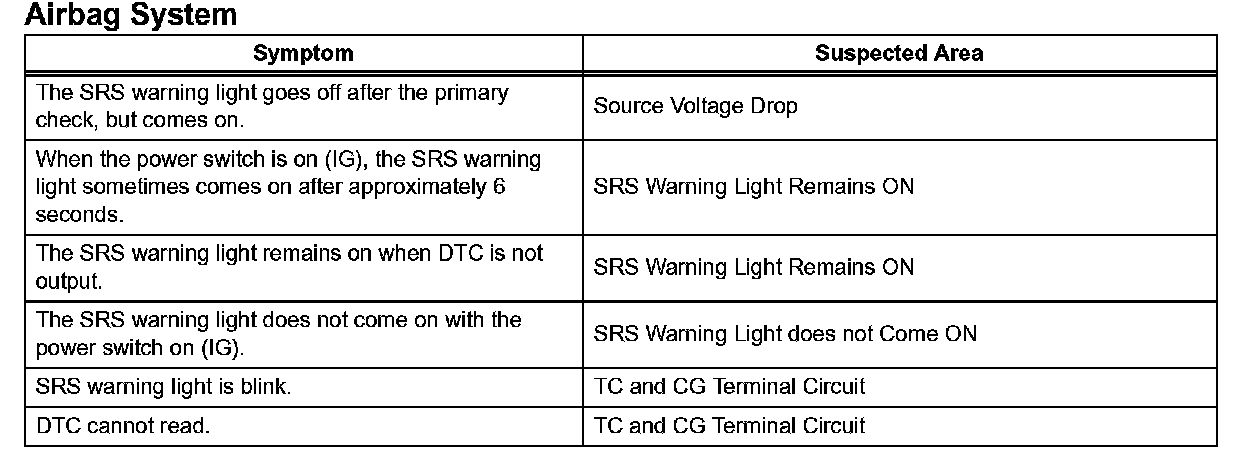 Airbag System
Symptom
Suspected Area
The SRS warning light goes off after the primary
check, but comes on.
Source Voltage Drop
When the power switch is on (IG), the SRS warning
light sometimes comes on after approximately 6
seconds.
SRS Warning Light Remains ON
The SRS warning light remains on when DTC is not
output.
SRS Warning Light Remains ON
The SRS warning light does not come on with the
power switch on (IG).
SRS Warning Light does not Come ON
SRS warning light is blink.
TC and CG Terminal Circuit
DTC cannot read.
TC and CG Terminal Circuit